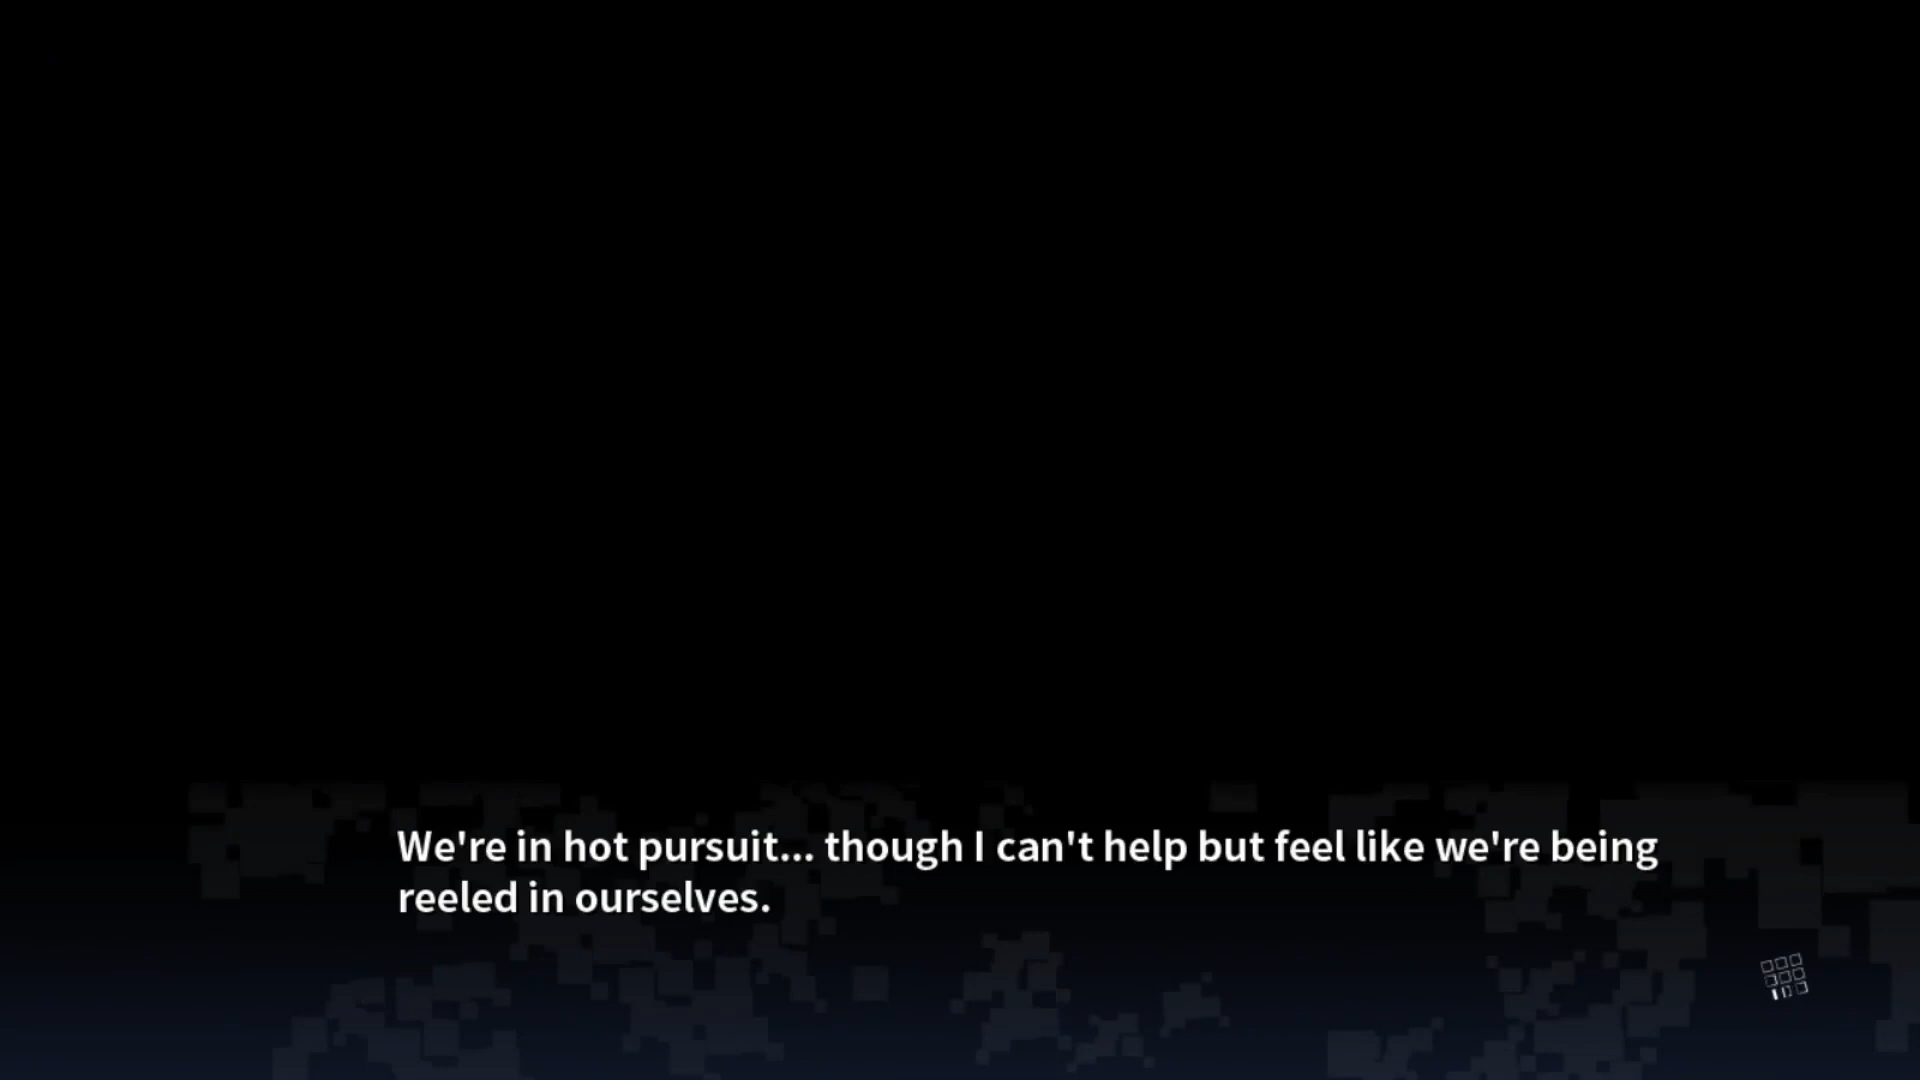 We're in hot pursuit... though I can't help but feel like we're being
reeled in ourselves.